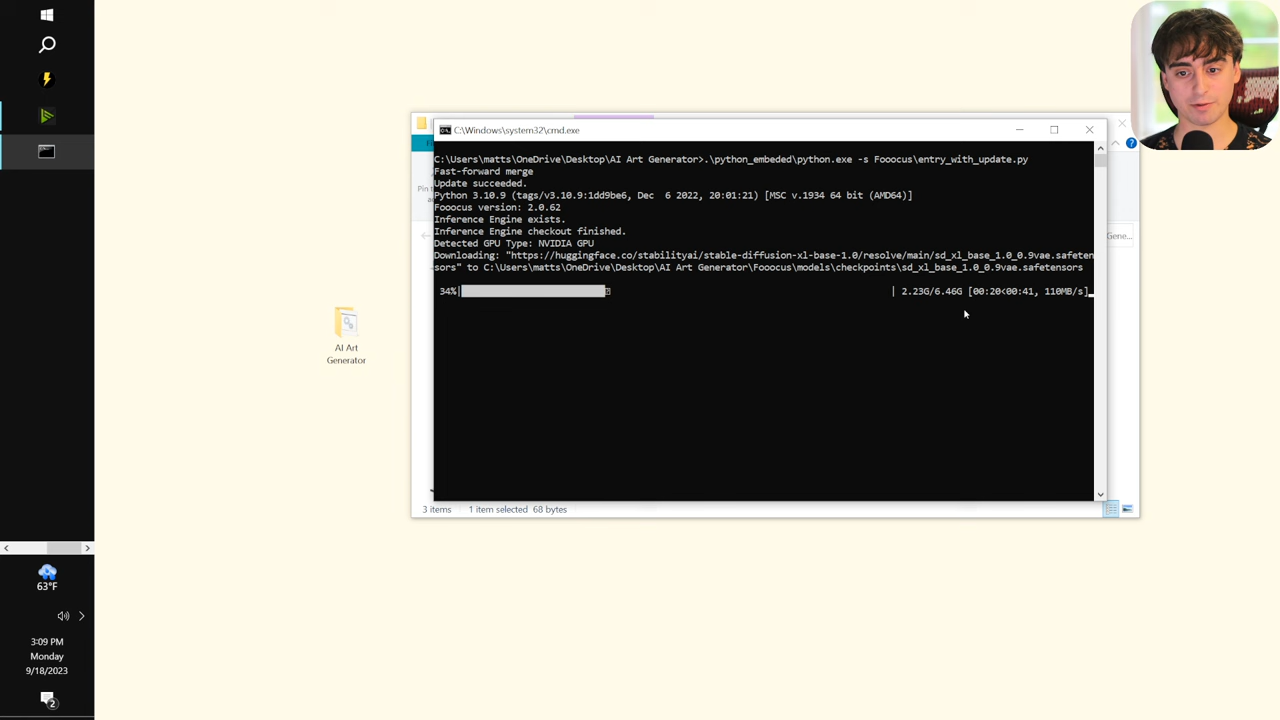 C:\Windows\system32\cmd.exe
C:\Users\matts\OneDrive\Desktop\AI Art Generator>.\python_embeded\python.exe -s Fooocus\entry_with_update.py
Fast-forward merge
Update succeeded.
Python 3.10.9 (tags/v3.10.9:1dd9be6, Dec  6 2022, 20:01:21) [MSC v.1934 64 bit (AMD64)]
Fooocus version: 2.0.62
Inference Engine exists.
Inference Engine checkout finished.
Detected GPU Type: NVIDIA GPU
Downloading: "https://huggingface.co/stabilityai/stable-diffusion-xl-base-1.0/resolve/main/sd_xl_base_1.0_0.9vae.safeten
sors" to C:\Users\matts\OneDrive\Desktop\AI Art Generator\Fooocus\models\checkpoints\sd_xl_base_1.0_0.9vae.safetensors
34%| | 2.23G/6.46G [00:20<00:41, 110MB/s]
Gene...
AI Art
Generator
3 items 1 item selected 68 bytes
63°F
3:09 PM
Monday
9/18/2023
2